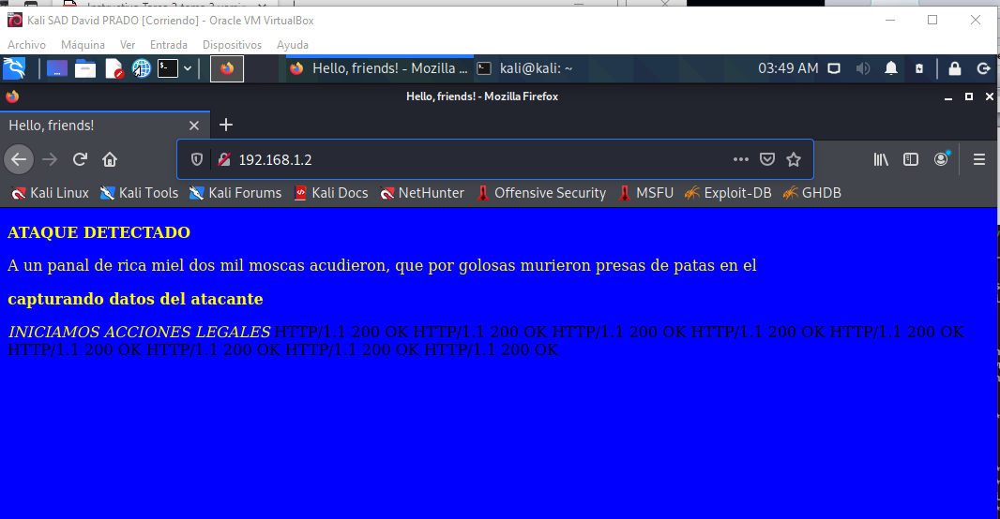 Kali SAD David PRADO [Corriendo] - Oracle VM VirtualBox
Archivo Máquina Ver Entrada Dispositivos Ayuda
Hello, friends! - Mozilla ... kali@kali: ~ 03:49 AM
Hello, friends! - Mozilla Firefox
Hello, friends!
192.168.1.2
Kali Linux Kali Tools Kali Forums Kali Docs NetHunter Offensive Security MSFU Exploit-DB GHDB
ATAQUE DETECTADO
A un panal de rica miel dos mil moscas acudieron, que por golosas murieron presas de patas en el
capturando datos del atacante
INICIAMOS ACCIONES LEGALES HTTP/1.1 200 OK HTTP/1.1 200 OK HTTP/1.1 200 OK HTTP/1.1 200 OK HTTP/1.1 200 OK
HTTP/1.1 200 OK HTTP/1.1 200 OK HTTP/1.1 200 OK HTTP/1.1 200 OK